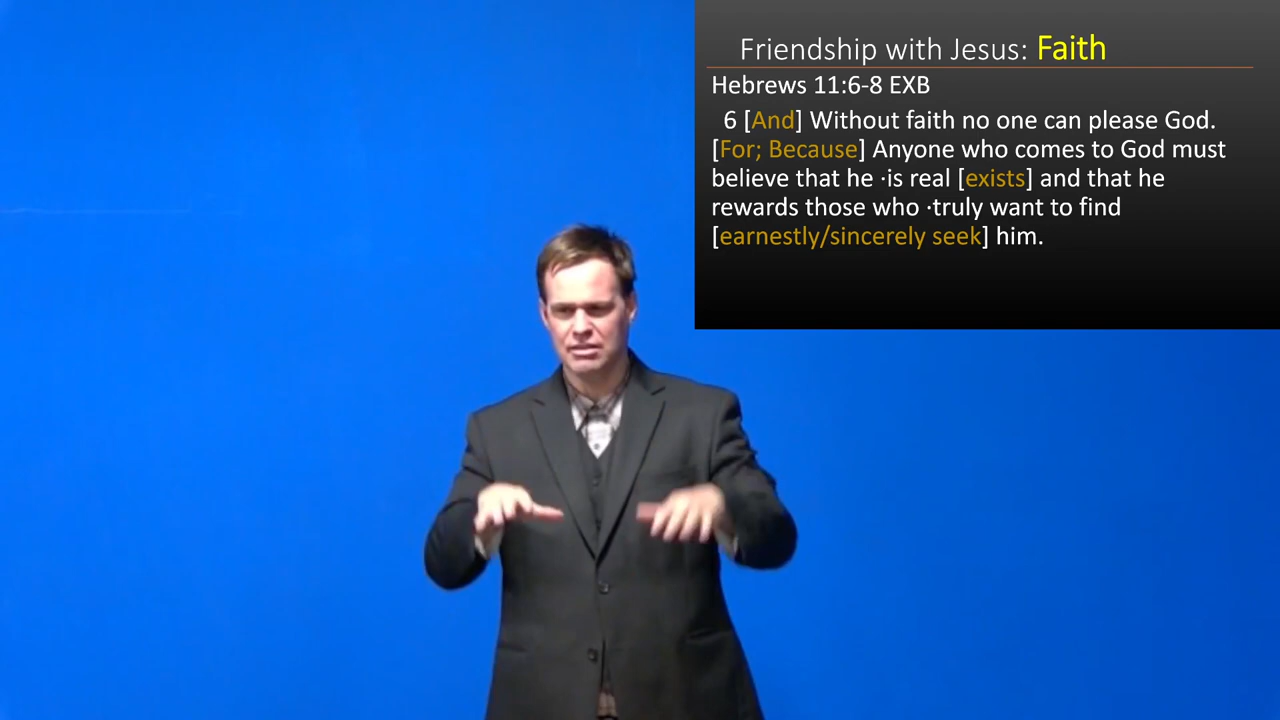 Friendship with Jesus: Faith
Hebrews 11:6-8 EXB
6 [And] Without faith no one can please God.
[For; Because] Anyone who comes to God must
believe that he ·is real [exists] and that he
rewards those who ·truly want to find
[earnestly/sincerely seek] him.